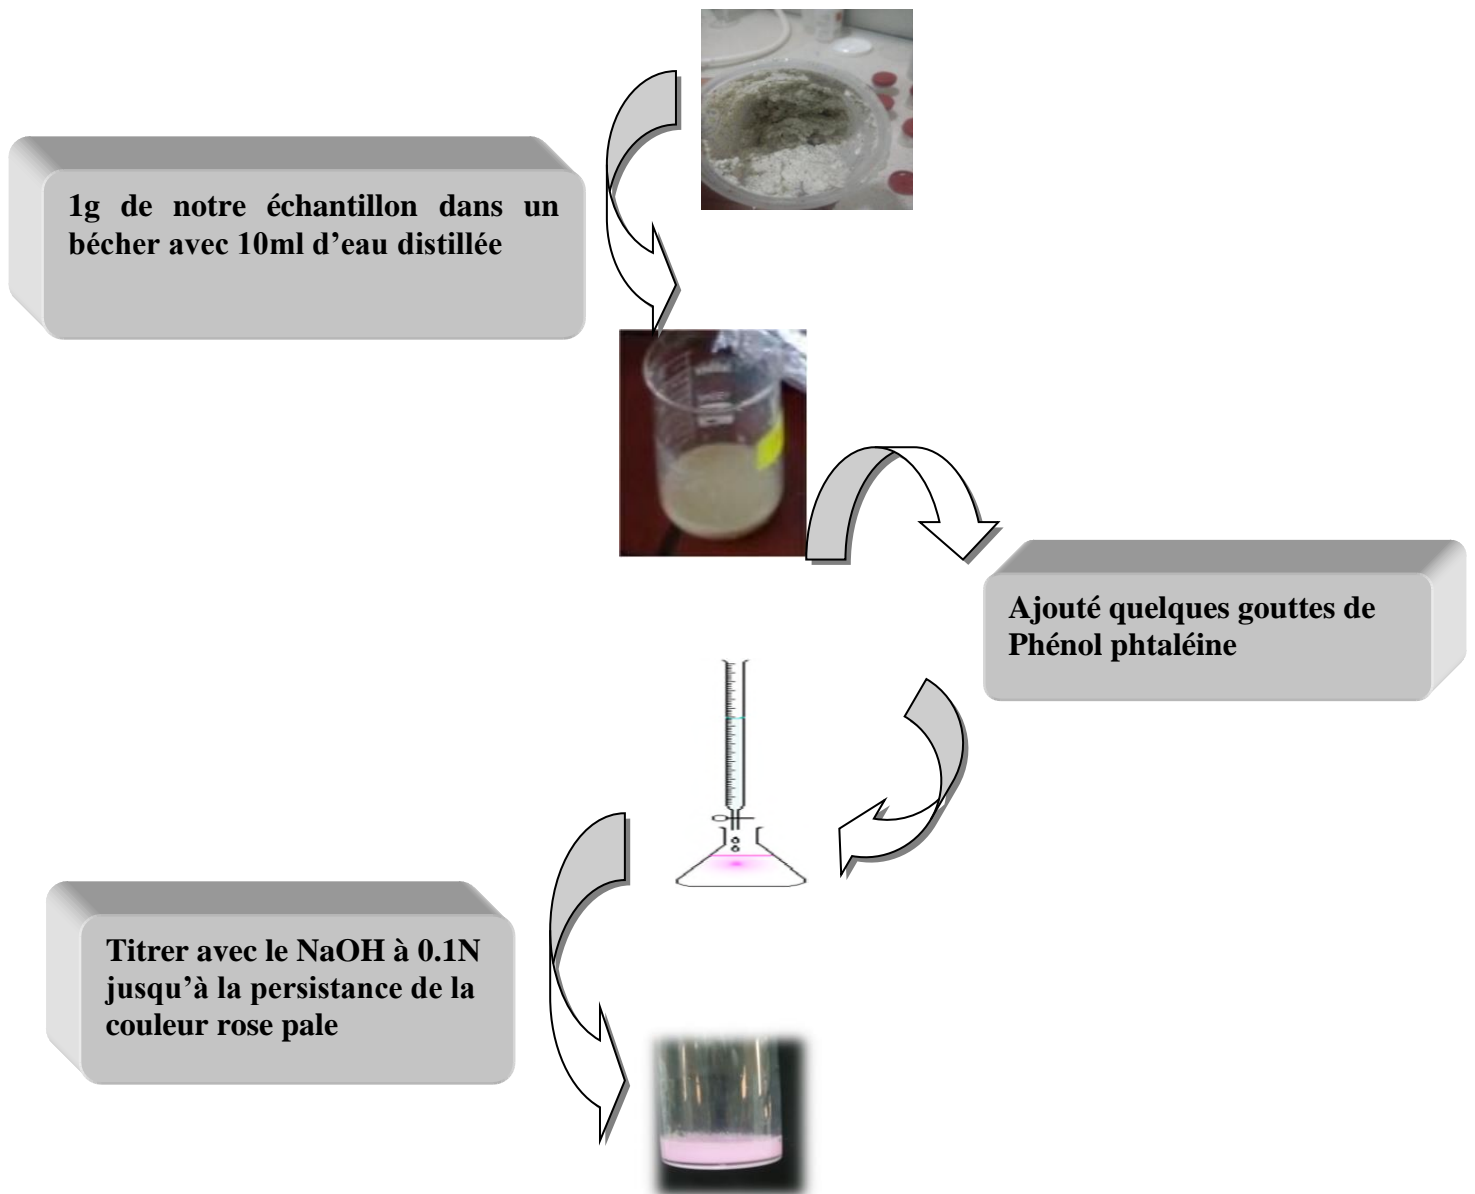 1g de notre échantillon dans un
bécher avec 10ml d’eau distillée
Ajouté quelques gouttes de
Phénol phtaléine
Titrer avec le NaOH à 0.1N
jusqu’à la persistance de la
couleur rose pale